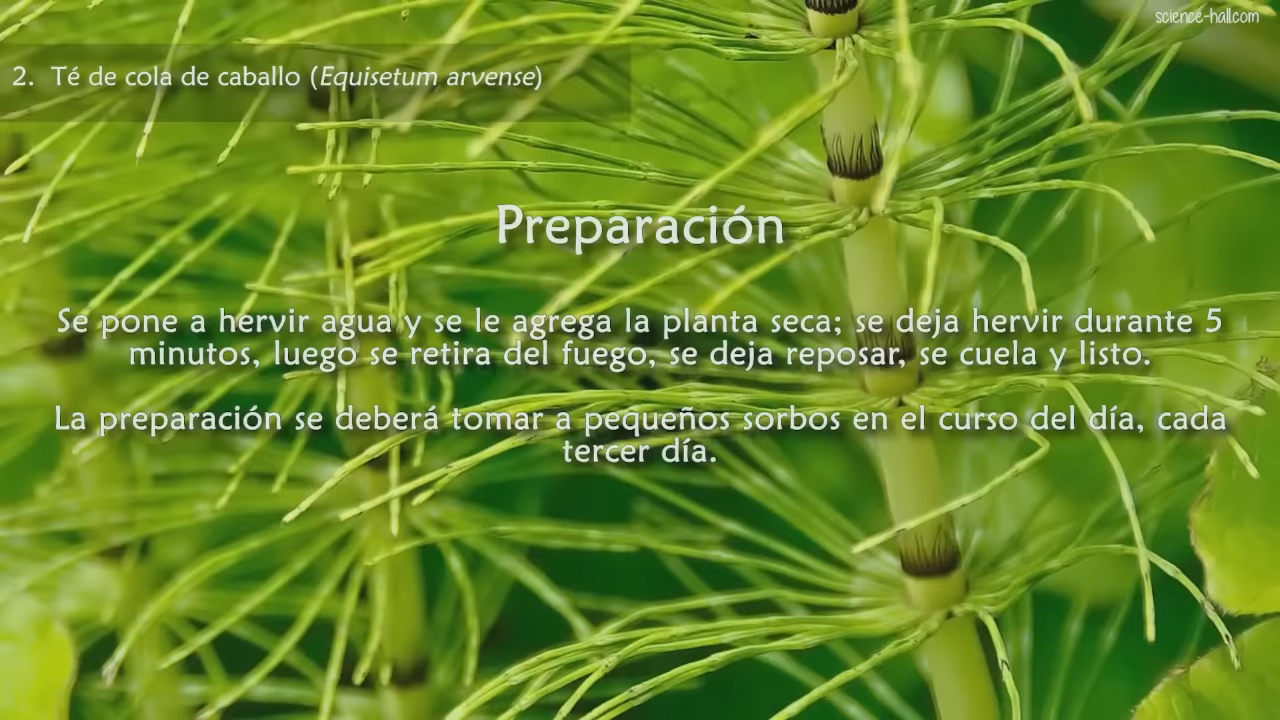 science-hall.com
2. Té de cola de caballo (Equisetum arvense)
Preparación
Se pone a hervir agua y se le agrega la planta seca; se deja hervir durante 5
minutos, luego se retira del fuego, se deja reposar, se cuela y listo.
La preparación se deberá tomar a pequeños sorbos en el curso del día, cada
tercer día.